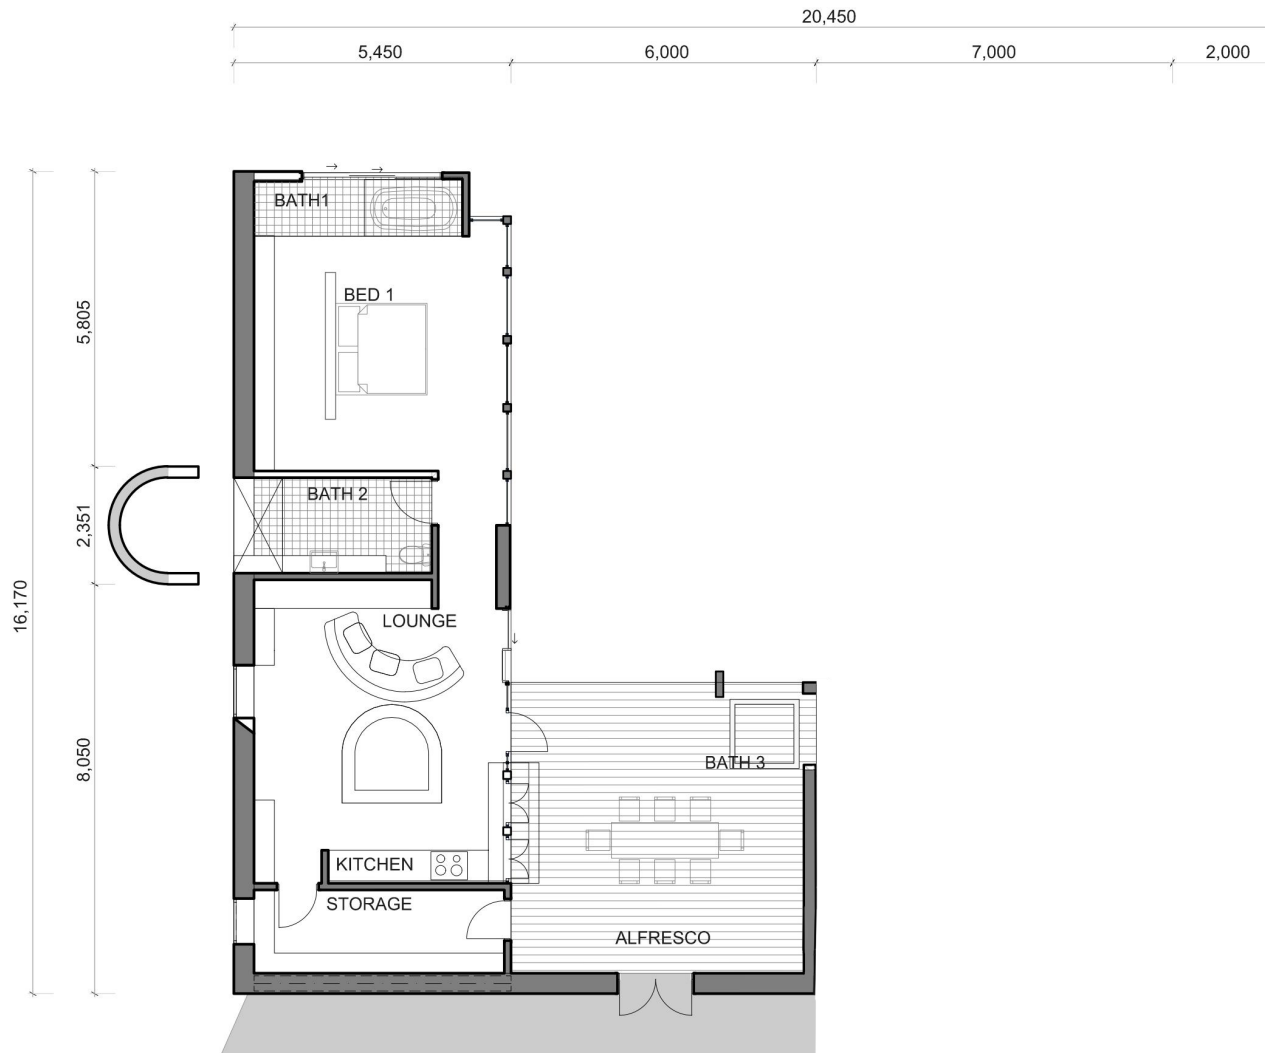 20,450
5,450
6,000
7,000
2,000
BATH1
BED 1
5,805
BATH 2
2,351
16,170
LOUNGE
8,050
BATH 3
KITCHEN
STORAGE
ALFRESCO